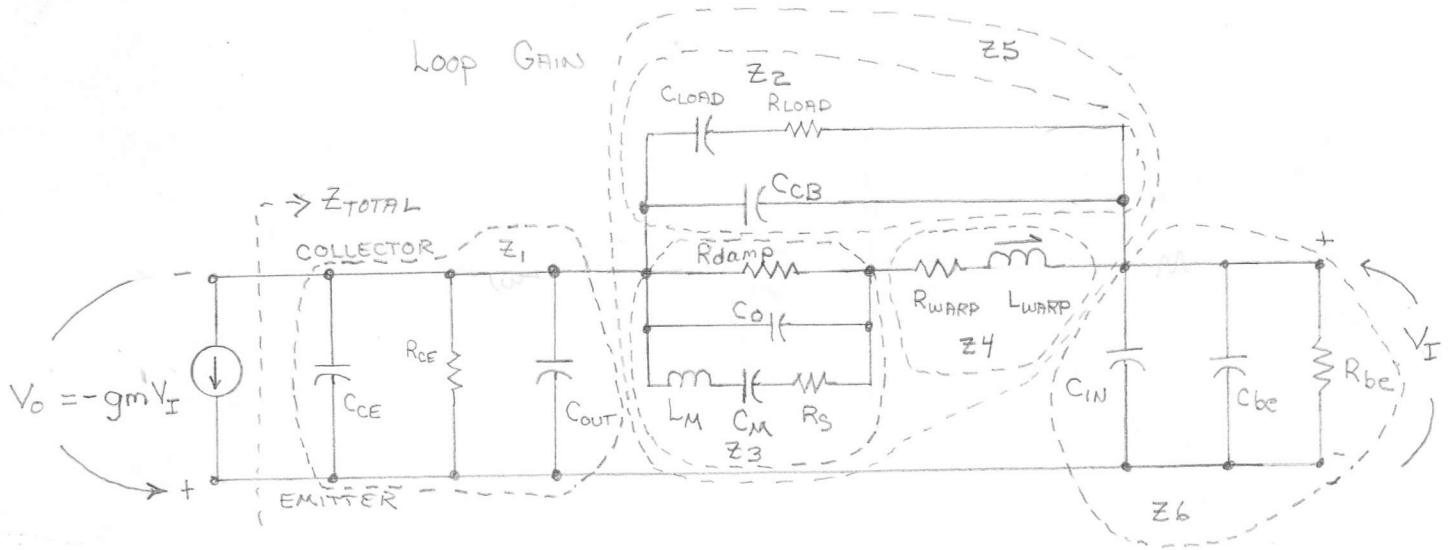 LOOP GAIN
Z5
Z2
CLOAD
RLOAD
CCB
ZTOTAL
COLLECTOR
Z1
Rdamp
RWARP
LWARP
Z4
CO
RCE
CCE
COUT
LM
CM
RS
Z3
CIN
Cbe
Rbe
VI
VO = -gmVI
EMITTER
Z6
+
-
+
-